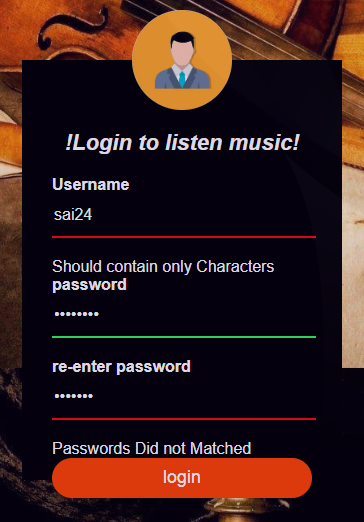 !Login to listen music!
Username
sai24
Should contain only Characters
password
••••••••
re-enter password
•••••••
Passwords Did not Matched
login